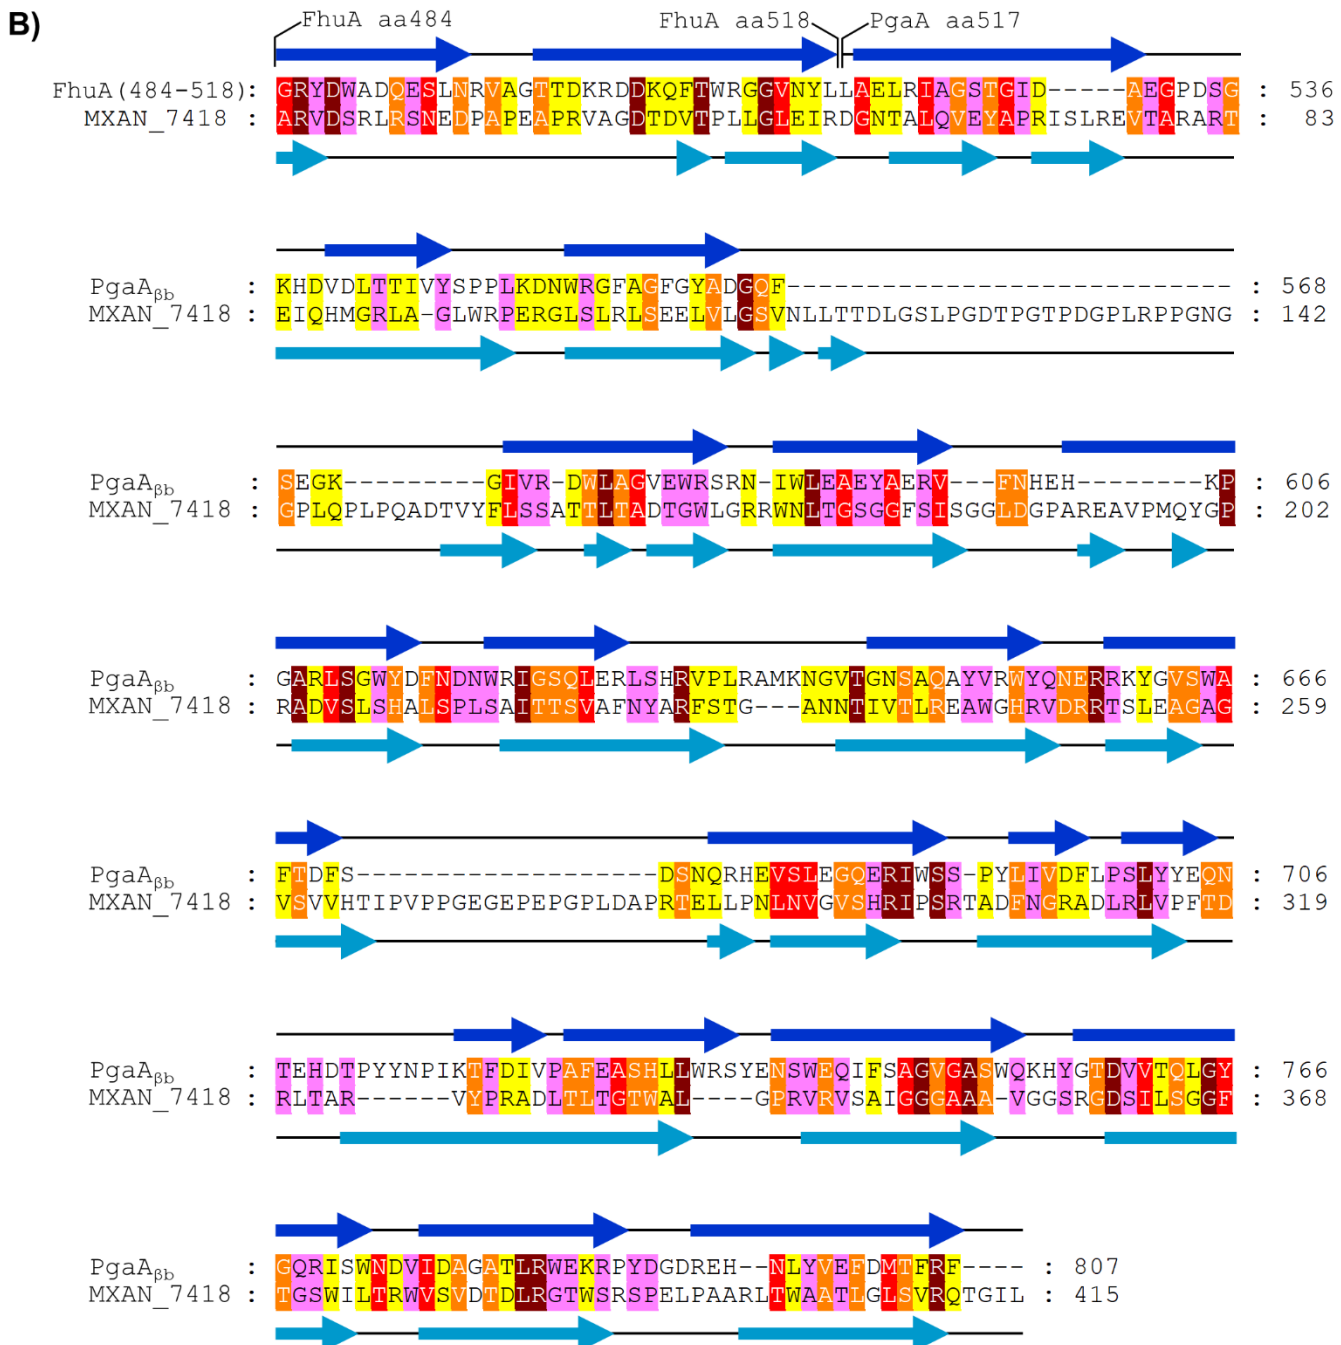 B)
FhuA aa484 FhuA aa518 PgaA aa517
FhuA(484-518): GRYDWADQESLNRVAGTTDKRDDKQFTWRGGVNYLLAELRIAGSTGID-----AEGPDSG : 536
MXAN_7418 : ARVDSRLRSNEDPAPEAPRVAGDTDVTPLLGLEIRDGNTALQVEYAPRISLREVTARART : 83
PgaAβb : KHDVDLTTIVYSPPLKDNWRGFAGFGYADGQF---------------------------- : 568
MXAN_7418 : EIQHMGRLA-GLWRPERGLSLRLSEELVLGSVNLLTTDLGSLPGDTPGTPDGPLRPPGNG : 142
PgaAβb : SEGK---------GIVR-DWLAGVEWRSRN-IWLEAEYAERV---FNHEH--------KP : 606
MXAN_7418 : GPLQPLPQADTVYFLSSATTLTADTGWLGRRWNLTGSGGFSISGGLDGPAREAVPMQYGP : 202
PgaAβb : GARLSGWYDFNDNWRIGSQLERLSHRVPLRAMKNGVTGNSAQAYVRWYQNERRKYGVSWA : 666
MXAN_7418 : RADVSLSHALSPLSAITTSVAFNYARFSTG---ANNTIVTLREAWGHRVDRRTSLEAGAG : 259
PgaAβb : FTDFS-------------------DSNQRHEVSLEGQERIWSS-PYLIVDFLPSLYYEQN : 706
MXAN_7418 : VSVVHTIPVPPGEGEPEPGPLDAPRTELLPNLNVGVSHRIPSRTADFNGRADLRLVPFTD : 319
PgaAβb : TEHDTPYYNPIKTFDIVPAFEASHLLWRSYENSWEQIFSAGVGASWQKHYGTDVVTQLGY : 766
MXAN_7418 : RLTAR------VYPRADLTLTGTWAL----GPRVRVSAIGGGAAA-VGGSRGDSILSGGF : 368
PgaAβb : GQRISWNDVIDAGATLRWEKRPYDGDREH--NLYVEFDMTFRF---- : 807
MXAN_7418 : TGSWILTRWVSVDTDLRGTWSRSPELPAARLTWAATLGLSVRQTGIL : 415